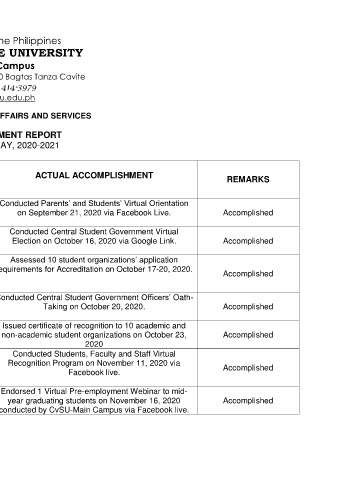 ne Philippines
E UNIVERSITY
Campus
0 Bagtas Tanza Cavite
414-3979
u.edu.ph
FFAIRS AND SERVICES
MENT REPORT
AY, 2020-2021
ACTUAL ACCOMPLISHMENT
REMARKS
Conducted Parents' and Students' Virtual Orientation
on September 21, 2020 via Facebook Live.
Accomplished
Conducted Central Student Government Virtual
Election on October 16, 2020 via Google Link.
Accomplished
Assessed 10 student organizations' application
equirements for Accreditation on October 17-20, 2020.
Accomplished
Conducted Central Student Government Officers' Oath-
Taking on October 20, 2020.
Accomplished
Issued certificate of recognition to 10 academic and
non-academic student organizations on October 23,
2020
Accomplished
Conducted Students, Faculty and Staff Virtual
Recognition Program on November 11, 2020 via
Facebook live.
Accomplished
Endorsed 1 Virtual Pre-employment Webinar to mid-
year graduating students on November 16, 2020
conducted by CvSU-Main Campus via Facebook live.
Accomplished